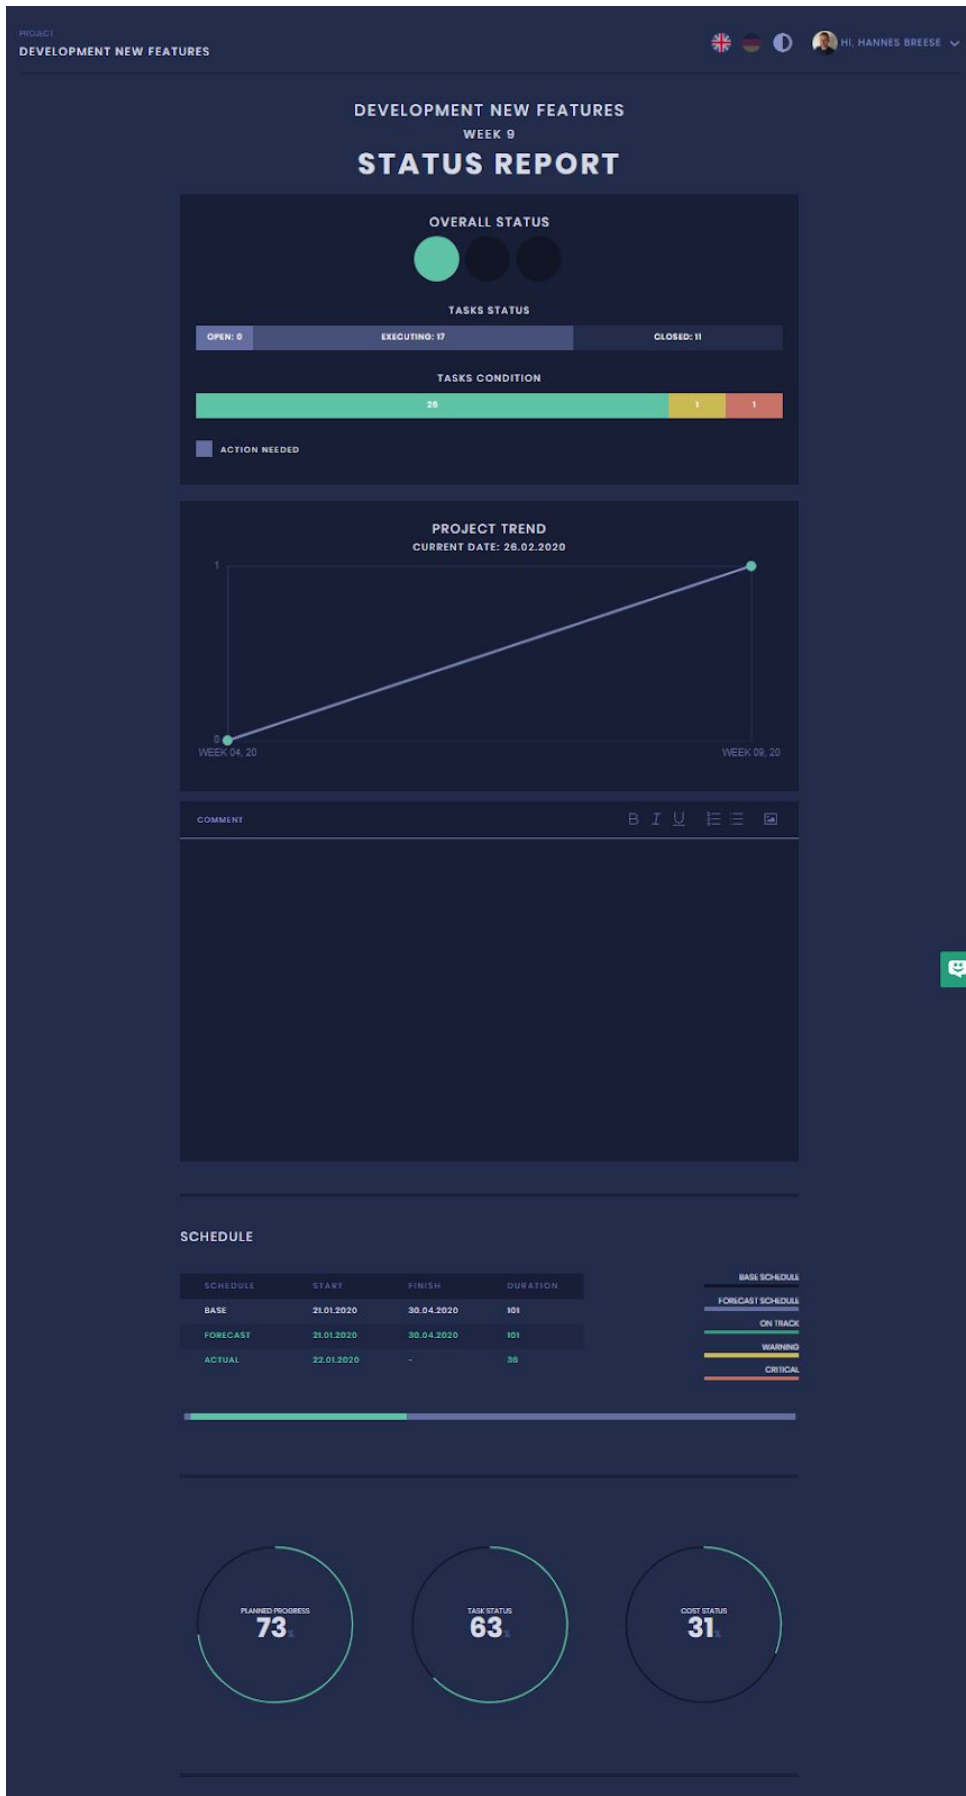 PROJECT
DEVELOPMENT NEW FEATURES
HI, HANNES BREESE
DEVELOPMENT NEW FEATURES
WEEK 9
STATUS REPORT
OVERALL STATUS
TASKS STATUS
OPEN: 0 EXECUTING: 17 CLOSED: 11
TASKS CONDITION
26 1 1
ACTION NEEDED
PROJECT TREND
CURRENT DATE: 26.02.2020
1
0
WEEK 04, 20 WEEK 09, 20
COMMENT B I U
SCHEDULE
SCHEDULE START FINISH DURATION
BASE 21.01.2020 30.04.2020 101
FORECAST 21.01.2020 30.04.2020 101
ACTUAL 22.01.2020 - 36
BASE SCHEDULE
FORECAST SCHEDULE
ON TRACK
WARNING
CRITICAL
PLANNED PROGRESS
73%
TASK STATUS
63%
COST STATUS
31%